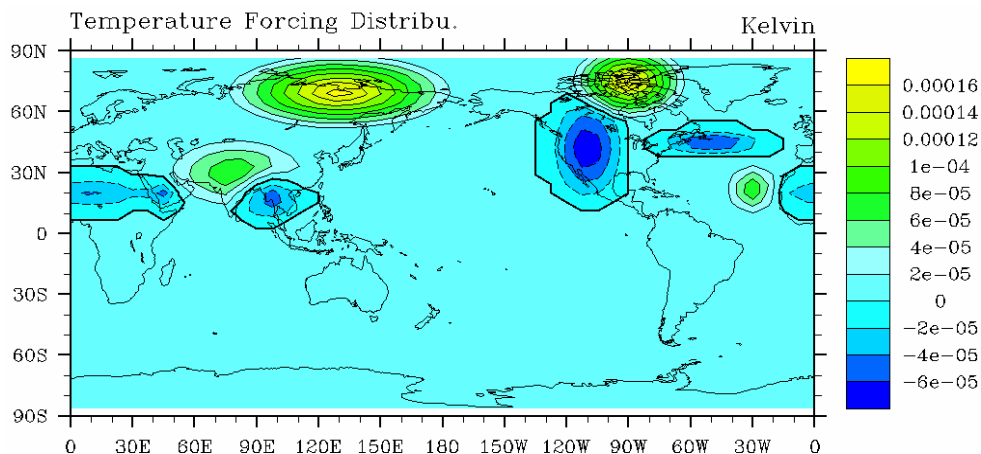 Temperature Forcing Distribu.
Kelvin
90N
60N
30N
0
30S
60S
90S
0 30E 60E 90E 120E 150E 180 150W 120W 90W 60W 30W 0
0.00016
0.00014
0.00012
1e-04
8e-05
6e-05
4e-05
2e-05
0
-2e-05
-4e-05
-6e-05